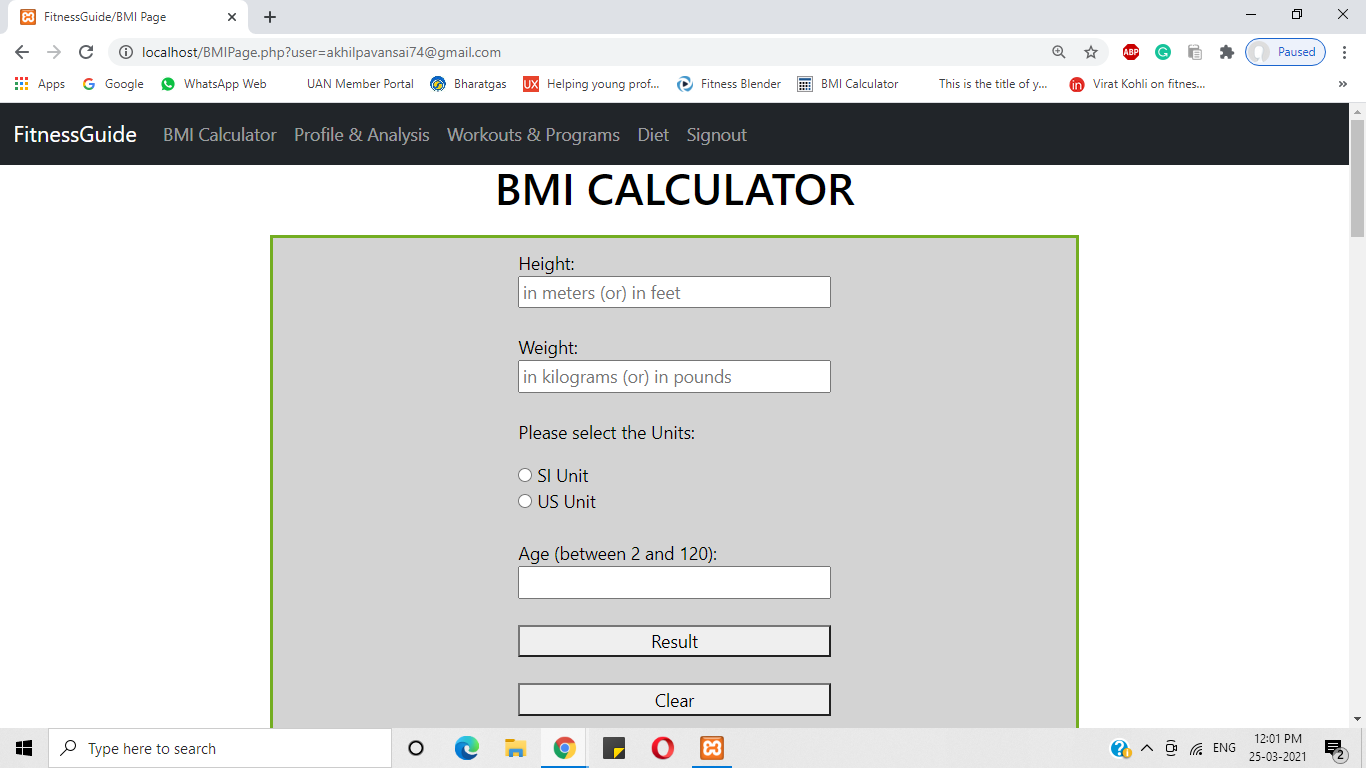 FitnessGuide/BMI Page
localhost/BMIPage.php?user=akhilpavansai74@gmail.com
ABP
Paused
Apps Google WhatsApp Web UAN Member Portal Bharatgas UX Helping young prof... Fitness Blender BMI Calculator This is the title of y... in Virat Kohli on fitnes...
FitnessGuide BMI Calculator Profile & Analysis Workouts & Programs Diet Signout
BMI CALCULATOR
Height:
in meters (or) in feet
Weight:
in kilograms (or) in pounds
Please select the Units:
SI Unit
US Unit
Age (between 2 and 120):
Result
Clear
Type here to search
ENG
12:01 PM
25-03-2021
2